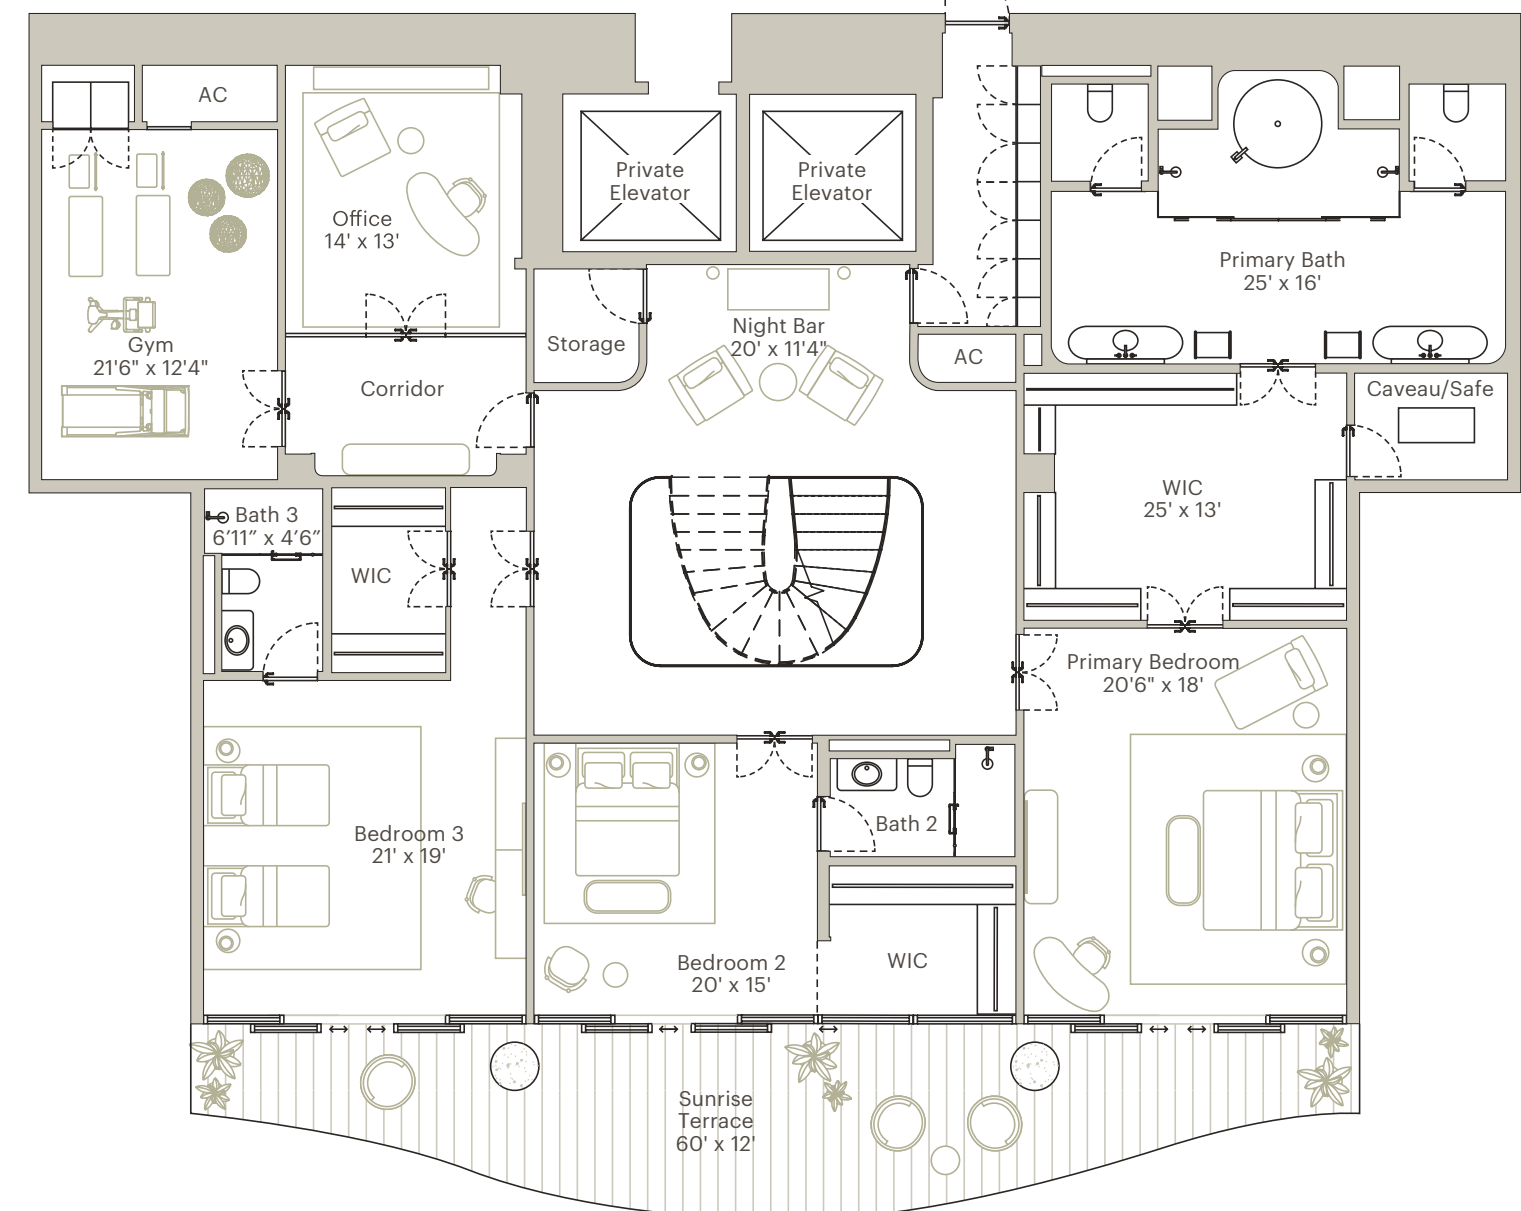 AC
Private
Elevator
Private
Elevator
Office
14' x 13'
Primary Bath
25' x 16'
Gym
21'6" x 12'4"
Storage
Night Bar
20' x 11'4"
AC
Corridor
Caveau/Safe
WIC
25' x 13'
Bath 3
6’11” x 4’6”
WIC
Primary Bedroom
20'6" x 18'
Bedroom 3
21' x 19'
Bath 2
Bedroom 2
20' x 15'
WIC
Sunrise
Terrace
60' x 12'